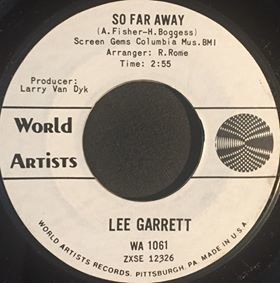 SO FAR AWAY
(A.Fisher-H.Boggess)
Screen Gems Columbia Mus.BMI
Arranger: R.Rome
Time: 2:55
Producer:
Larry Van Dyk
World
Artists
LEE GARRETT
WA 1061
ZXSE 12326
WORLD ARTISTS RECORDS, PITTSBURGH, PA. MADE IN U.S.A.